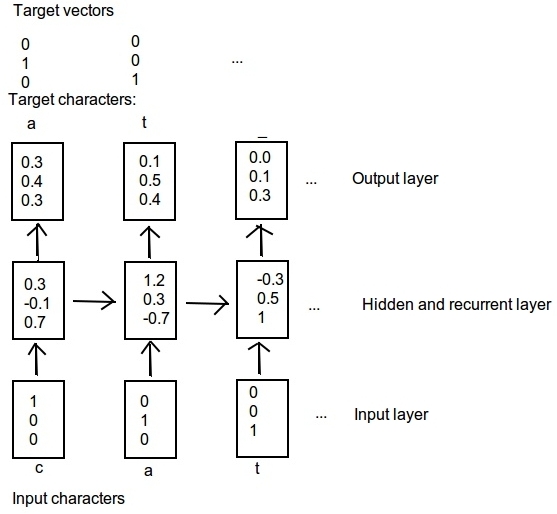 Target vectors
0 0
1 0 ...
0 1
Target characters:
a t _
0.3 0.1 0.0
0.4 0.5 0.1 ... Output layer
0.3 0.4 0.3
0.3 1.2 -0.3
-0.1 0.3 0.5 ... Hidden and recurrent layer
0.7 -0.7 1
1 0 0
0 1 0 ... Input layer
0 0 1
c a t
Input characters